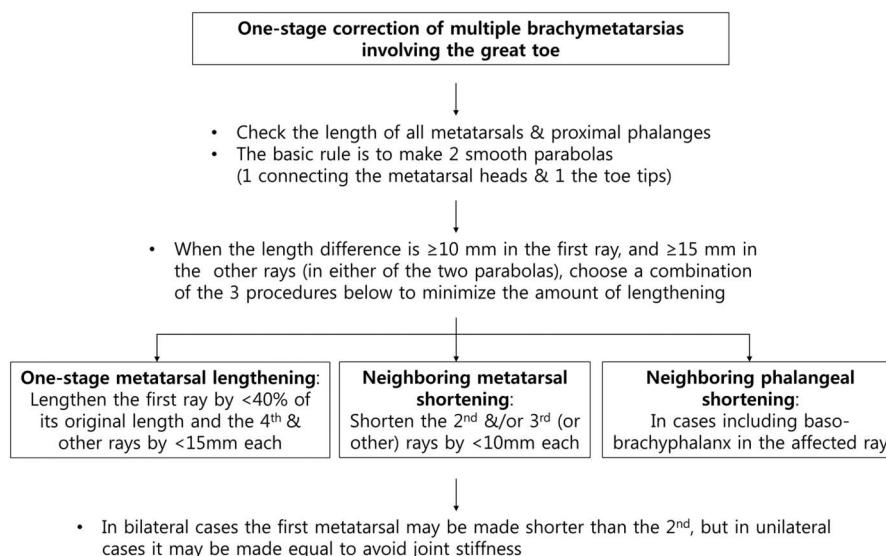 One-stage correction of multiple brachymetatarsias
involving the great toe
• Check the length of all metatarsals & proximal phalanges
• The basic rule is to make 2 smooth parabolas
(1 connecting the metatarsal heads & 1 the toe tips)
• When the length difference is ≥10 mm in the first ray, and ≥15 mm in
the other rays (in either of the two parabolas), choose a combination
of the 3 procedures below to minimize the amount of lengthening
One-stage metatarsal lengthening:
Lengthen the first ray by <40% of
its original length and the 4th &
other rays by <15mm each
Neighboring metatarsal
shortening:
Shorten the 2nd &/or 3rd (or
other) rays by <10mm each
Neighboring phalangeal
shortening:
In cases including baso-
brachyphalanx in the affected ray
• In bilateral cases the first metatarsal may be made shorter than the 2nd, but in unilateral
cases it may be made equal to avoid joint stiffness